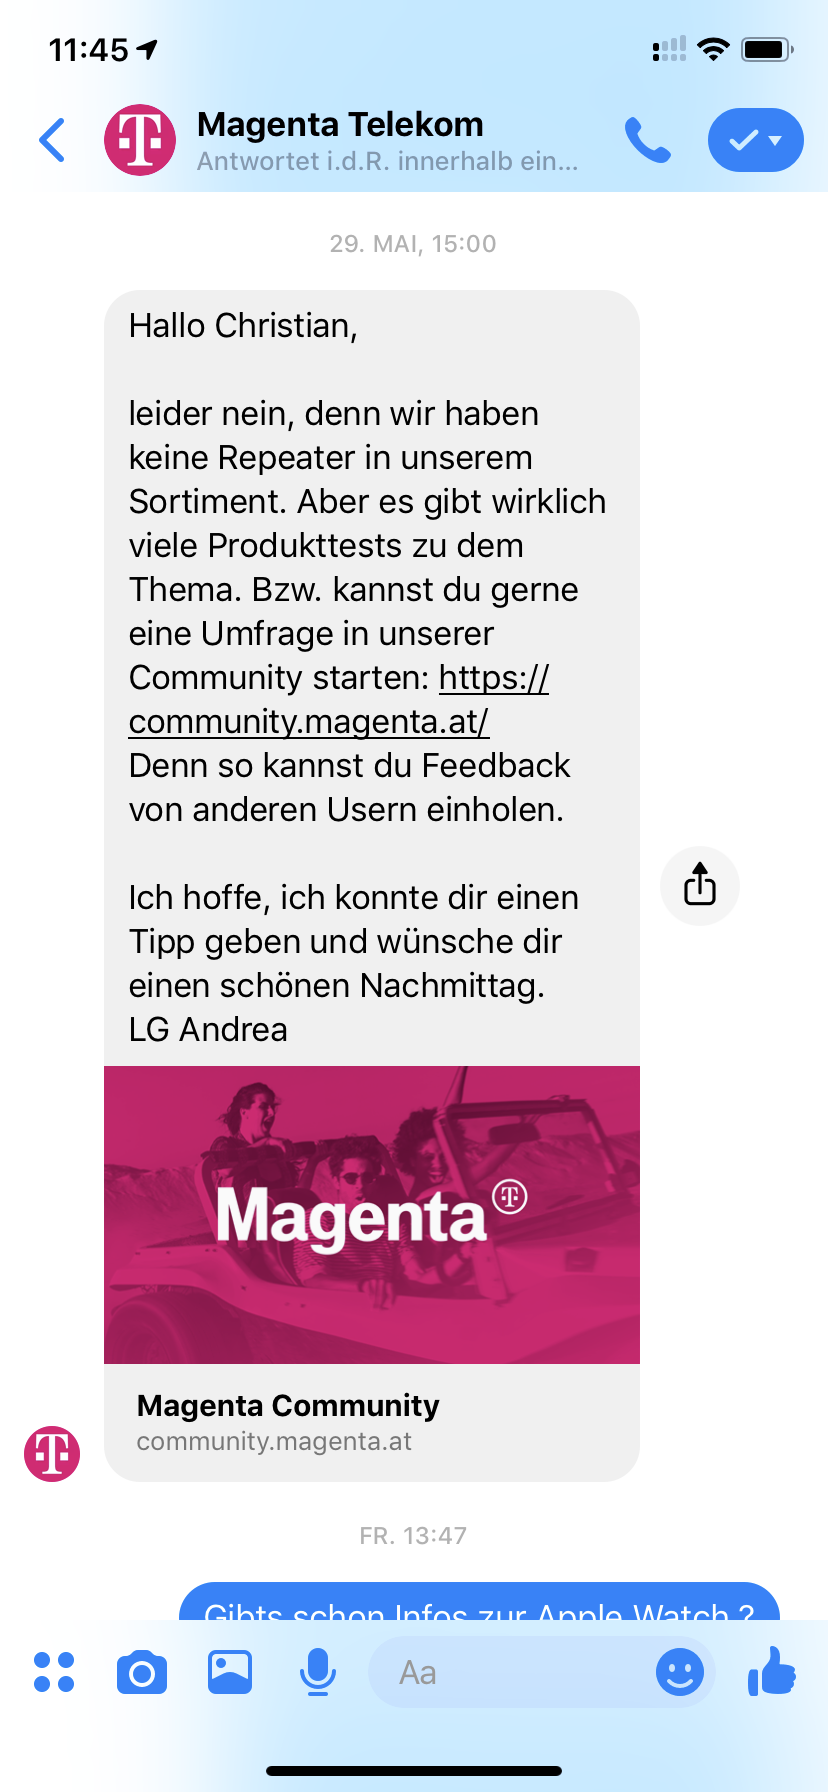 11:45
Magenta Telekom
Antwortet i.d.R. innerhalb ein...
29. MAI, 15:00
Hallo Christian,
leider nein, denn wir haben
keine Repeater in unserem
Sortiment. Aber es gibt wirklich
viele Produkttests zu dem
Thema. Bzw. kannst du gerne
eine Umfrage in unserer
Community starten: https://
community.magenta.at/
Denn so kannst du Feedback
von anderen Usern einholen.
Ich hoffe, ich konnte dir einen
Tipp geben und wünsche dir
einen schönen Nachmittag.
LG Andrea
Magenta
T
Magenta Community
community.magenta.at
FR. 13:47
Gibts schon Infos zur Apple Watch ?
Aa